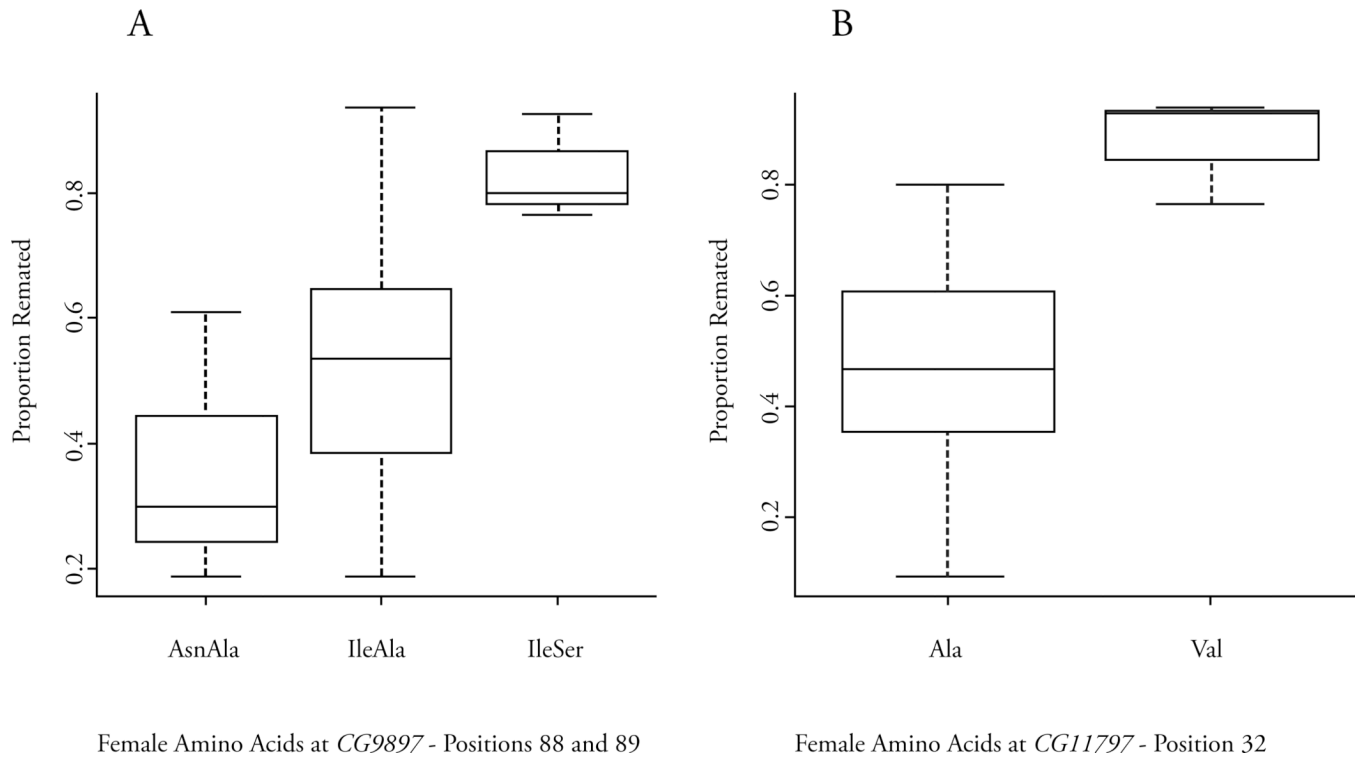 A
B
Proportion Remated
0.8
0.6
0.4
0.2
AsnAla
IleAla
IleSer
Female Amino Acids at CG9897 - Positions 88 and 89
Proportion Remated
0.8
0.6
0.4
0.2
Ala
Val
Female Amino Acids at CG11797 - Position 32